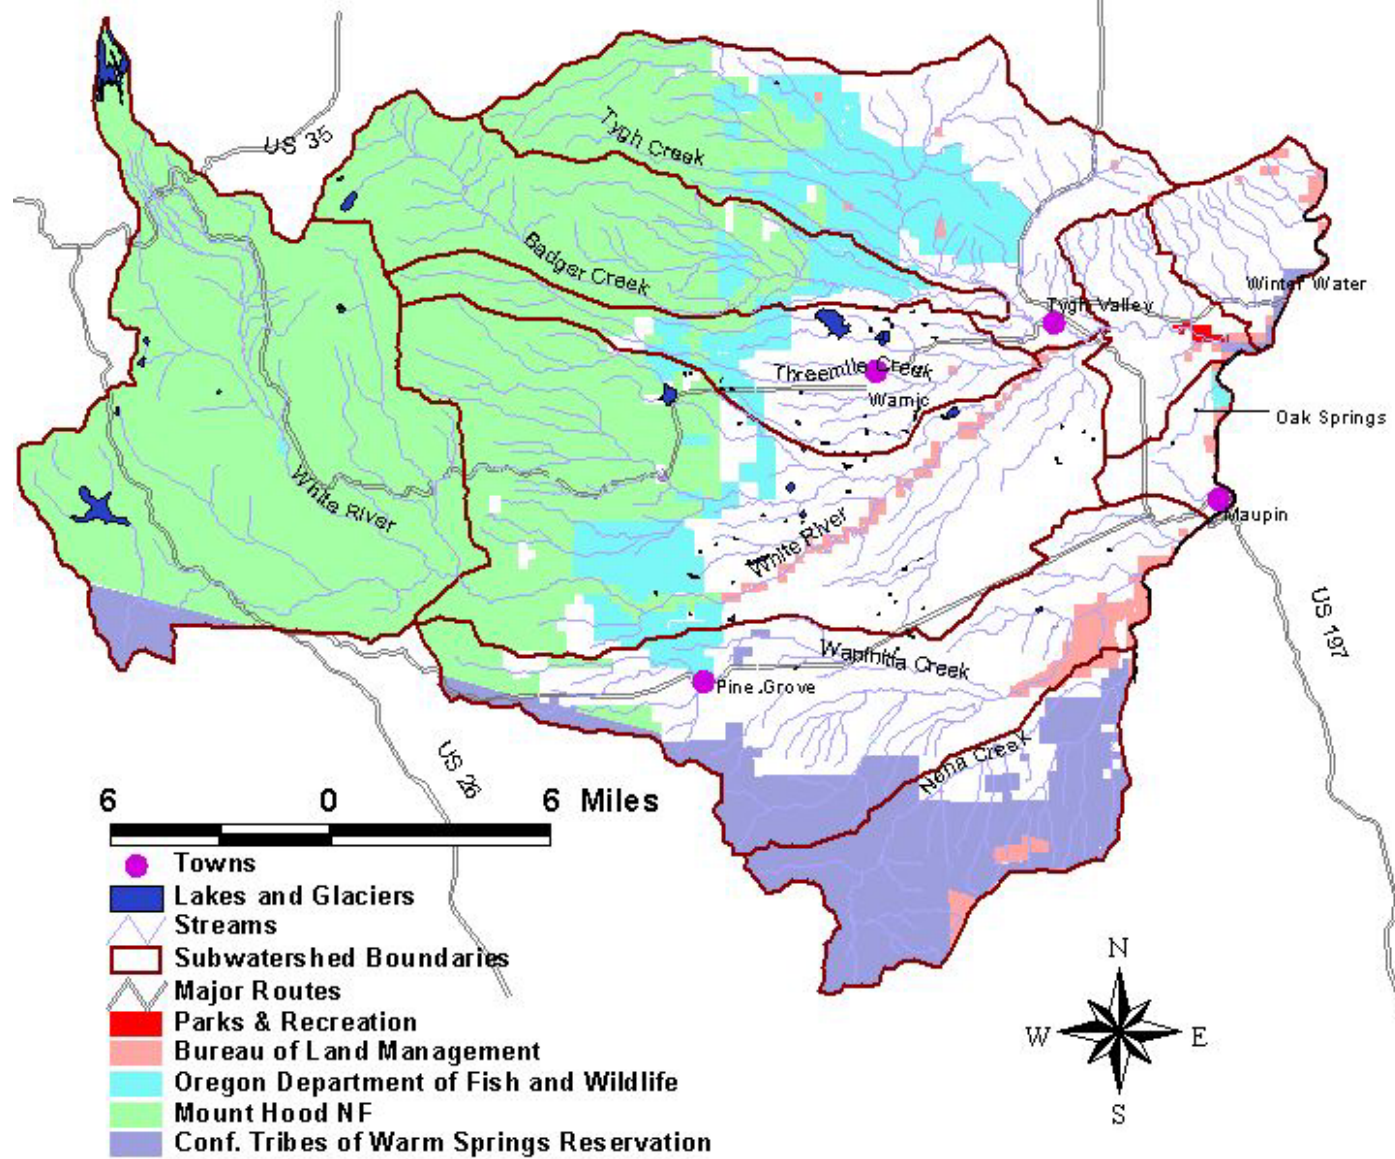 US 35
Tygh Creek
Badger Creek
Winter Water
Tygh Valley
Threemile Creek
Wamic
Oak Springs
White River
White River
Maupin
US 197
Wapinitia Creek
Pine Grove
Nena Creek
US 26
6 0 6 Miles
Towns
Lakes and Glaciers
Streams
Subwatershed Boundaries
Major Routes
Parks & Recreation
Bureau of Land Management
Oregon Department of Fish and Wildlife
Mount Hood NF
Conf. Tribes of Warm Springs Reservation
N
W E
S